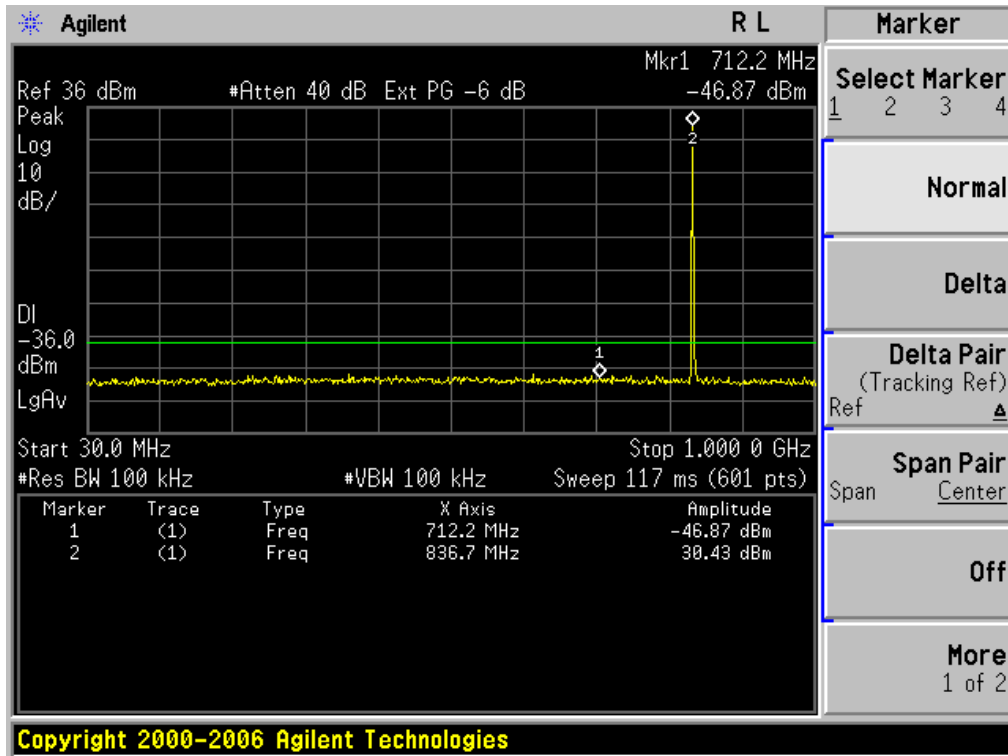 Agilent R L Marker
Mkr1 712.2 MHz
Ref 36 dBm #Atten 40 dB Ext PG -6 dB -46.87 dBm
Peak
Log
10
dB/
2
DI
-36.0
dBm
LgAv
1
Start 30.0 MHz Stop 1.000 0 GHz
#Res BW 100 kHz #VBW 100 kHz Sweep 117 ms (601 pts)
Marker Trace Type X Axis Amplitude
1 (1) Freq 712.2 MHz -46.87 dBm
2 (1) Freq 836.7 MHz 30.43 dBm
Select Marker
1 2 3 4
Normal
Delta
Delta Pair
(Tracking Ref)
Ref Δ
Span Pair
Span Center
Off
More
1 of 2
Copyright 2000-2006 Agilent Technologies